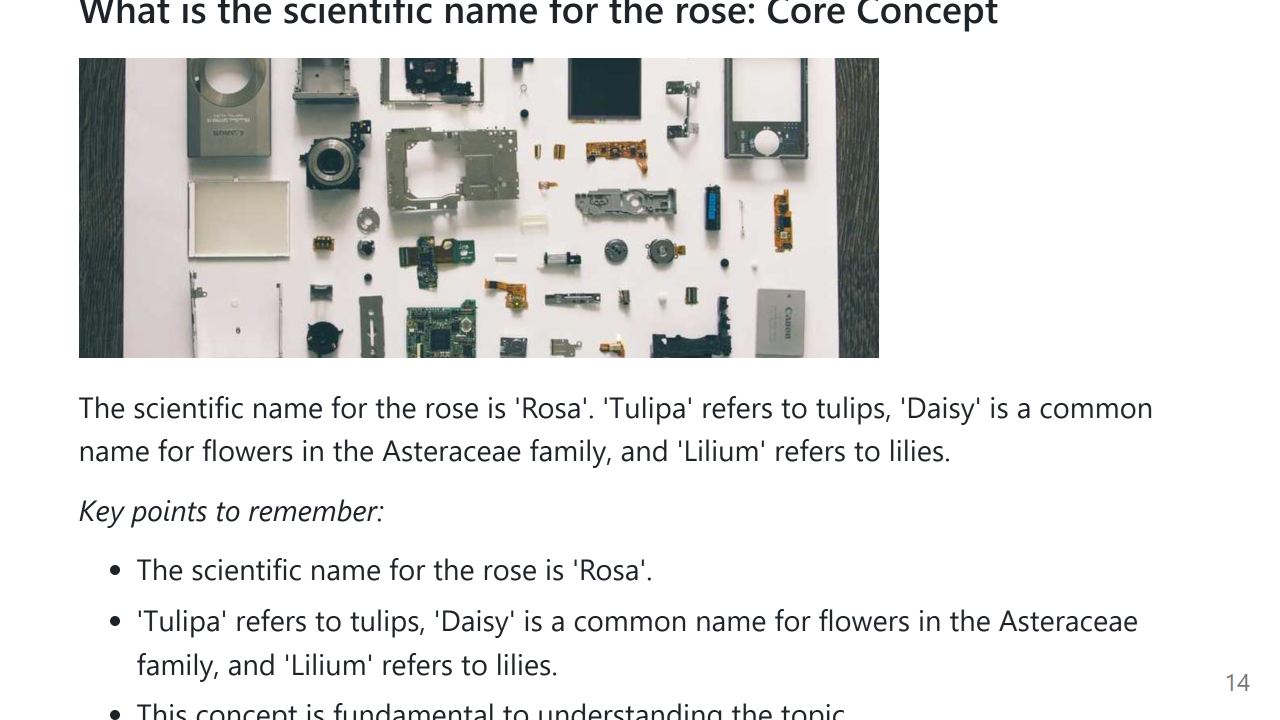 What is the scientific name for the rose: Core Concept
Canon
Canon
The scientific name for the rose is 'Rosa'. 'Tulipa' refers to tulips, 'Daisy' is a common
name for flowers in the Asteraceae family, and 'Lilium' refers to lilies.
Key points to remember:
• The scientific name for the rose is 'Rosa'.
• 'Tulipa' refers to tulips, 'Daisy' is a common name for flowers in the Asteraceae
family, and 'Lilium' refers to lilies.
• This concept is fundamental to understanding the topic
14